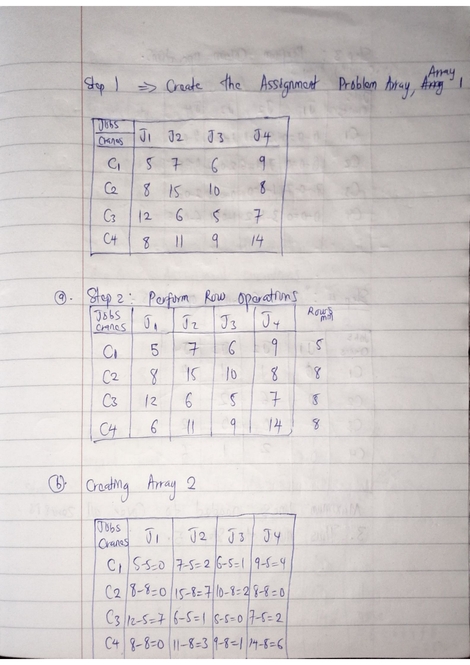 Step 1 ⇒ Create the Assignment Problem Array, Array 1
Jobs
Cranes J1 J2 J3 J4
C1 5 7 6 9
C2 8 15 10 8
C3 12 6 5 7
C4 8 11 9 14
(a). Step 2: Perform Row Operations
Jobs
Cranes J1 J2 J3 J4 Rows min
C1 5 7 6 9 5
C2 8 15 10 8 8
C3 12 6 5 7 8
C4 6 11 9 14 8
(b). Creating Array 2
Jobs
Cranes J1 J2 J3 J4
C1 5-5=0 7-5=2 6-5=1 9-5=4
C2 8-8=0 15-8=7 10-8=2 8-8=0
C3 12-5=7 6-5=1 5-5=0 7-5=2
C4 8-8=0 11-8=3 9-8=1 14-8=6